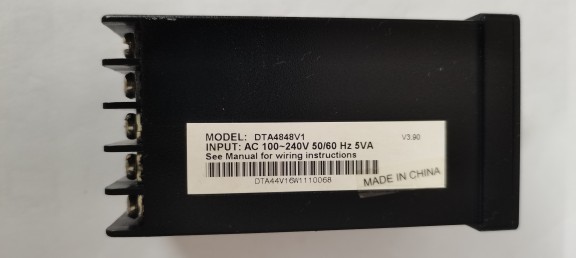 MODEL: DTA4848V1 V3.90
INPUT: AC 100~240V 50/60 Hz 5VA
See Manual for wiring instructions
DTA44V16W1110068
MADE IN CHINA